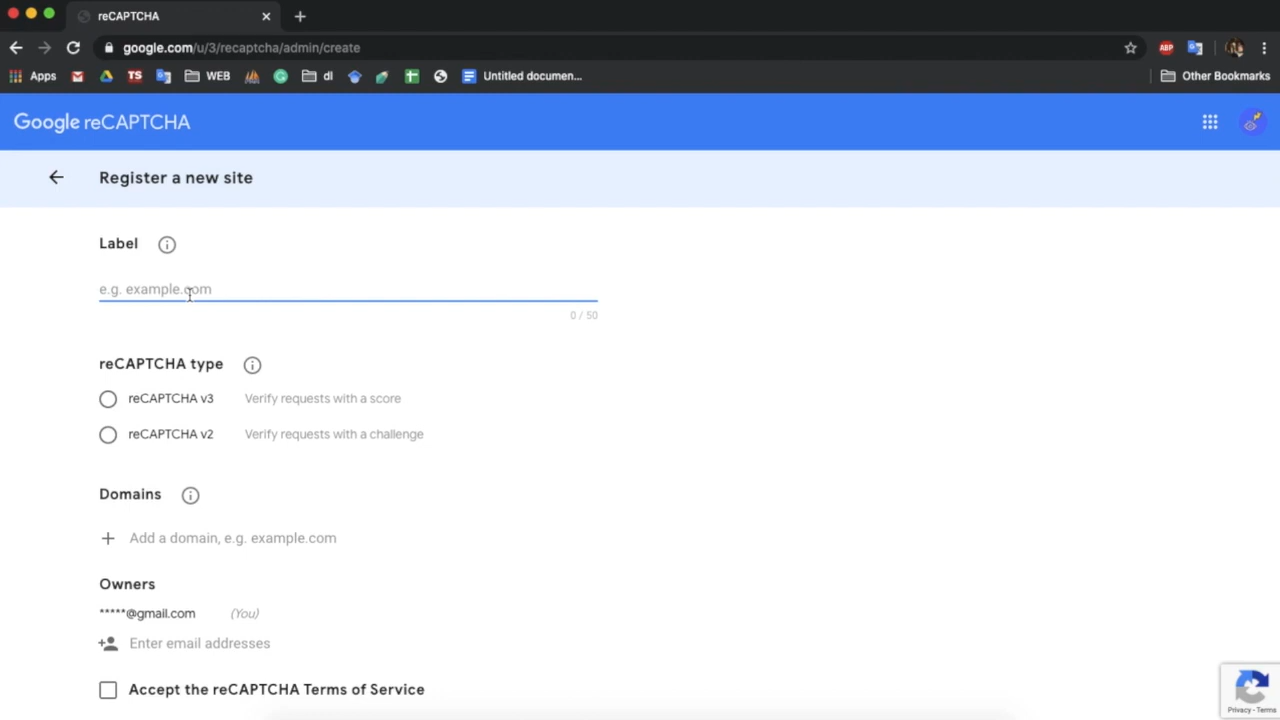 reCAPTCHA
google.com/u/3/recaptcha/admin/create
ABP
Apps
TS
WEB
dl
Untitled documen...
Other Bookmarks
Google reCAPTCHA
Register a new site
Label
e.g. example.com
0 / 50
reCAPTCHA type
reCAPTCHA v3 Verify requests with a score
reCAPTCHA v2 Verify requests with a challenge
Domains
Add a domain, e.g. example.com
Owners
*****@gmail.com (You)
Enter email addresses
Accept the reCAPTCHA Terms of Service
Privacy - Terms